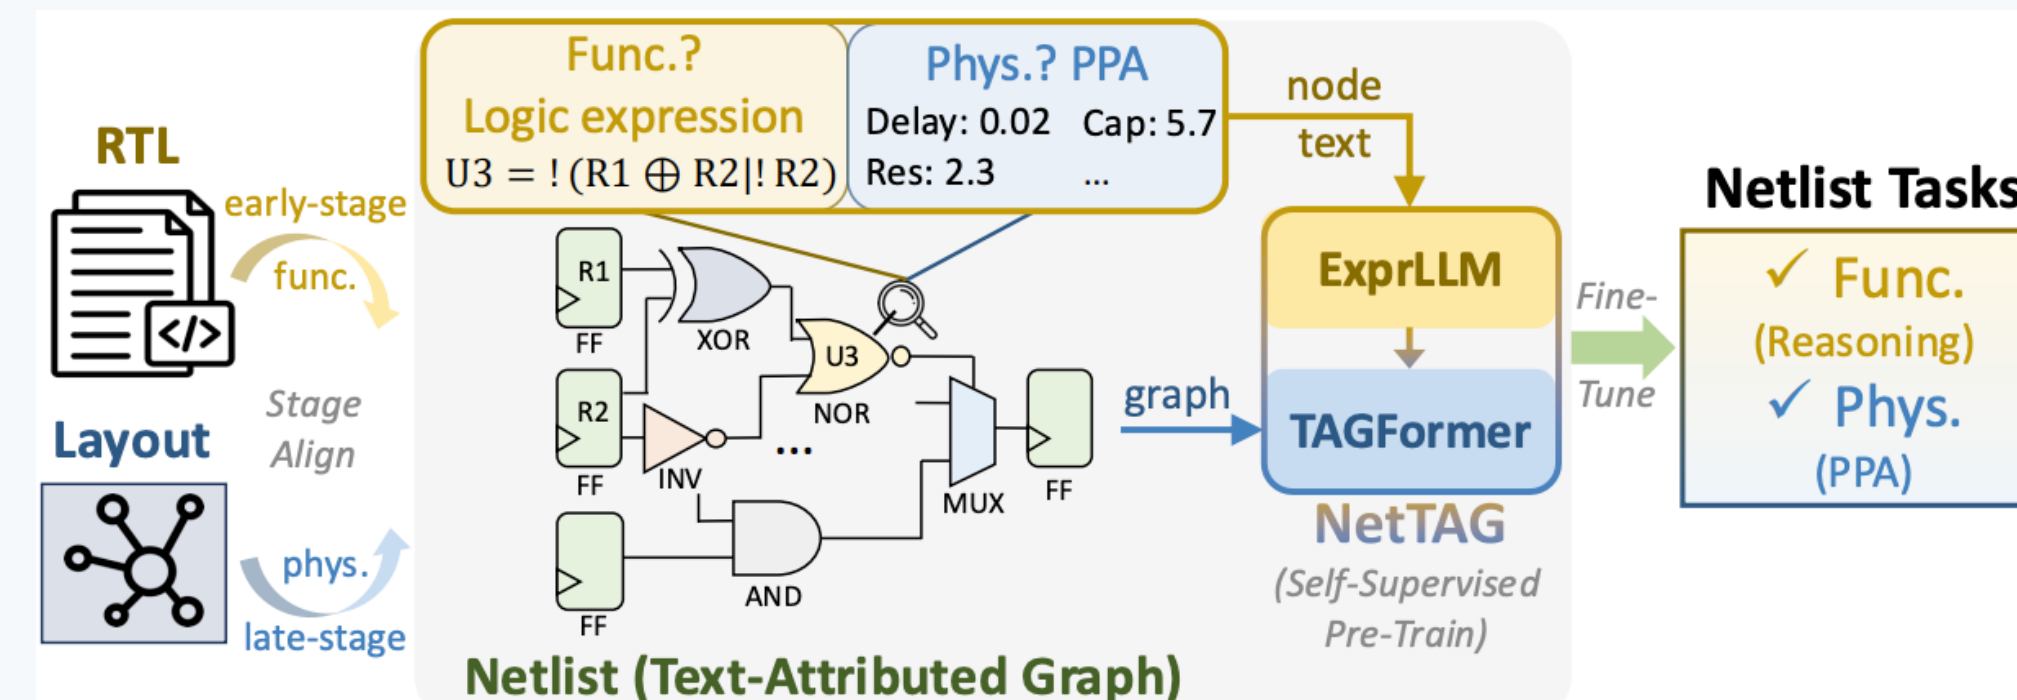 RTL
</>
early-stage
func.
Stage
Align
Layout
phys.
late-stage
Func.?
Logic expression
U3 = ! (R1 ⊕ R2|! R2)
Phys.? PPA
Delay: 0.02 Cap: 5.7
Res: 2.3 ...
R1
FF
XOR
U3
NOR
R2
FF
INV
...
MUX
FF
AND
FF
Netlist (Text-Attributed Graph)
node
text
graph
ExprLLM
TAGFormer
NetTAG
(Self-Supervised
Pre-Train)
Fine-
Tune
Netlist Tasks
✓ Func.
(Reasoning)
✓ Phys.
(PPA)